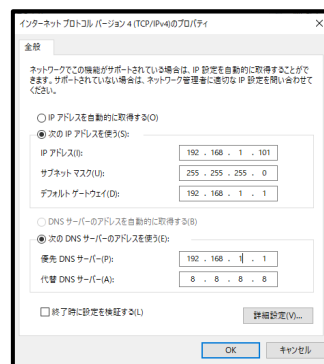 インターネット プロトコル バージョン 4 (TCP/IPv4)のプロパティ
全般
ネットワークでこの機能がサポートされている場合は、IP 設定を自動的に取得することがで
きます。サポートされていない場合は、ネットワーク管理者に適切な IP 設定を問い合わせて
ください。
IP アドレスを自動的に取得する(O)
次の IP アドレスを使う(S):
IP アドレス(I): 192 . 168 . 1 . 101
サブネット マスク(U): 255 . 255 . 255 . 0
デフォルト ゲートウェイ(D): 192 . 168 . 1 . 1
DNS サーバーのアドレスを自動的に取得する(B)
次の DNS サーバーのアドレスを使う(E):
優先 DNS サーバー(P): 192 . 168 . 1 . 1
代替 DNS サーバー(A): 8 . 8 . 8 . 8
終了時に設定を検証する(L)
詳細設定(V)...
OK キャンセル